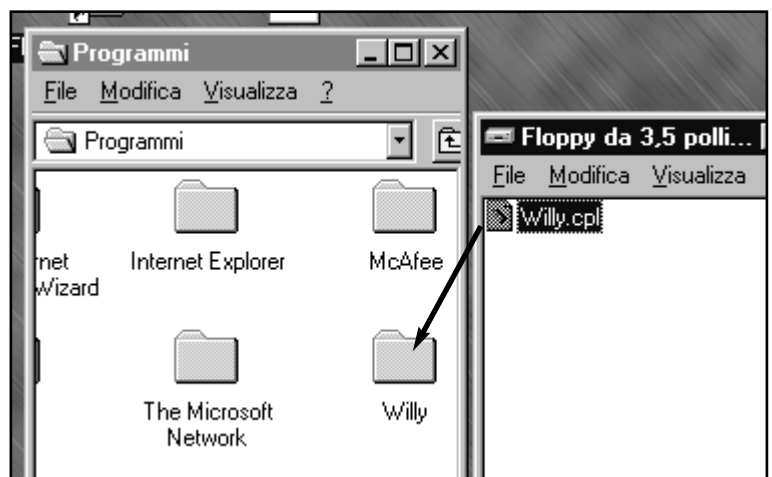 Programmi
File Modifica Visualizza ?
Programmi
Internet Explorer
McAfee
Wizard
The Microsoft
Network
Willy
Floppy da 3,5 polli...
File Modifica Visualizza
Willy.cpl